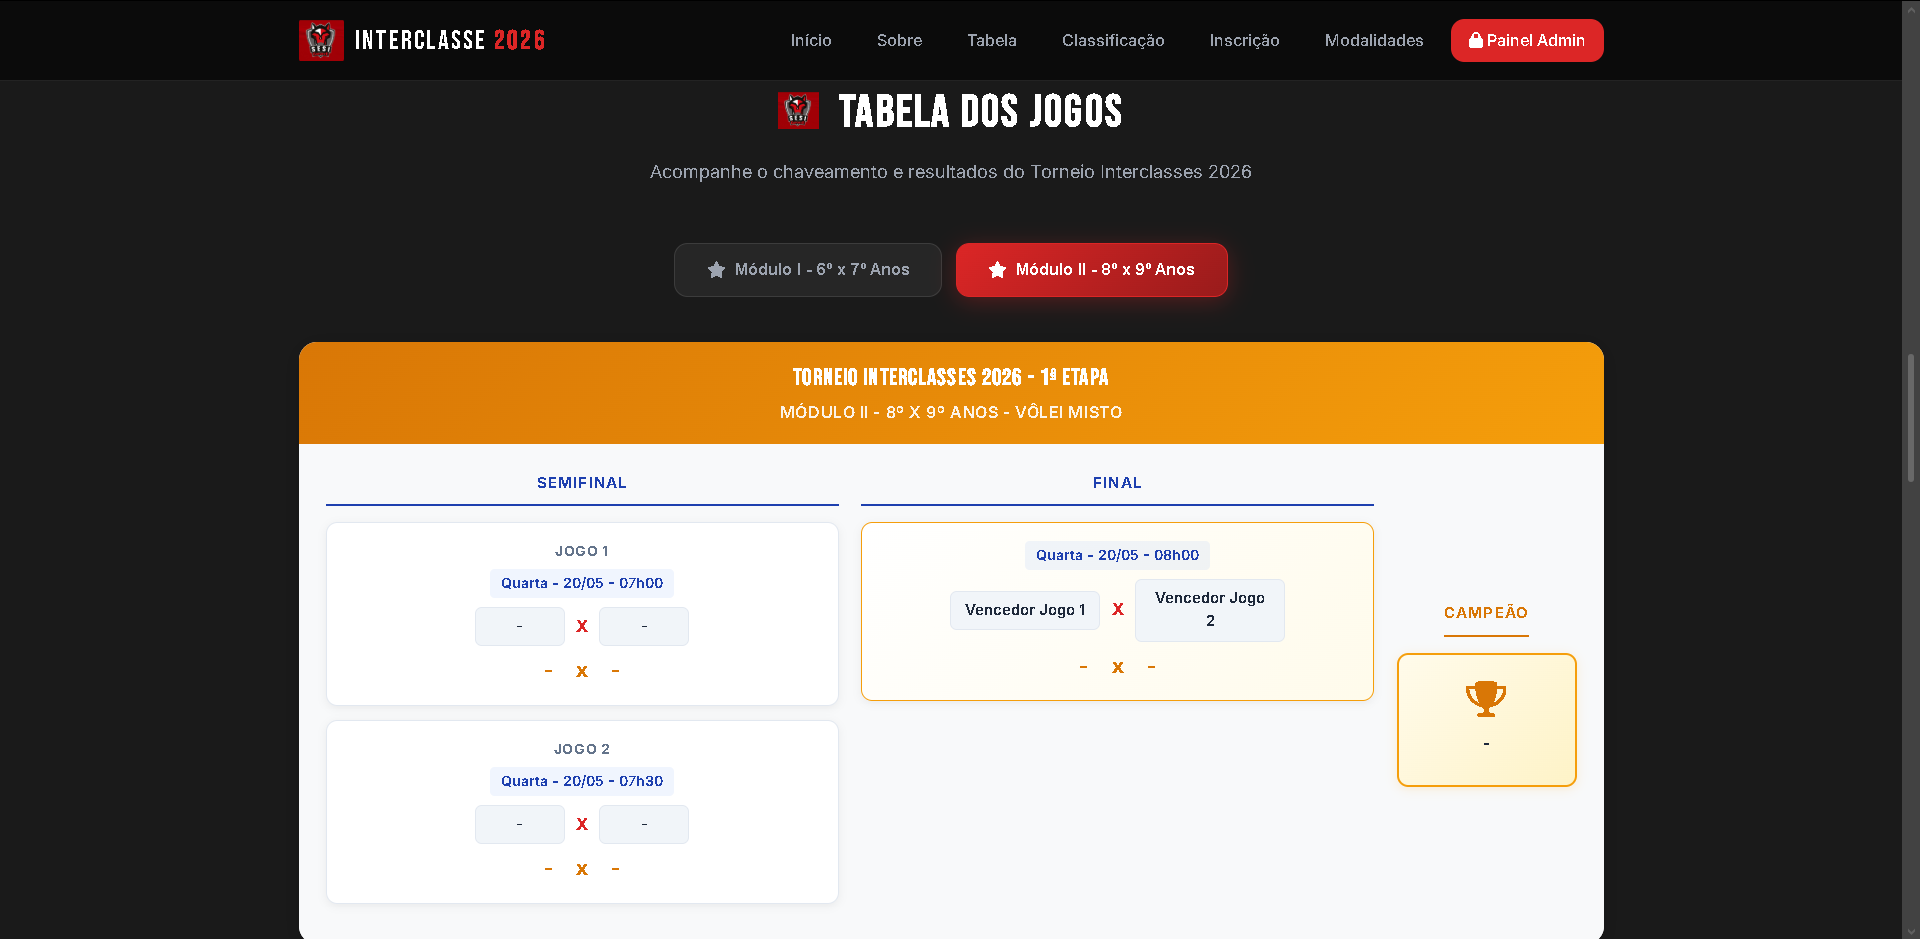 SESI
INTERCLASSE 2026
Início
Sobre
Tabela
Classificação
Inscrição
Modalidades
Painel Admin
SESI
TABELA DOS JOGOS
Acompanhe o chaveamento e resultados do Torneio Interclasses 2026
Módulo I - 6º x 7º Anos
Módulo II - 8º x 9º Anos
TORNEIO INTERCLASSES 2026 - 1ª ETAPA
MÓDULO II - 8º X 9º ANOS - VÔLEI MISTO
SEMIFINAL
JOGO 1
Quarta - 20/05 - 07h00
- X -
- x -
JOGO 2
Quarta - 20/05 - 07h30
- X -
- x -
FINAL
Quarta - 20/05 - 08h00
Vencedor Jogo 1 X Vencedor Jogo
2
- x -
CAMPEÃO
-